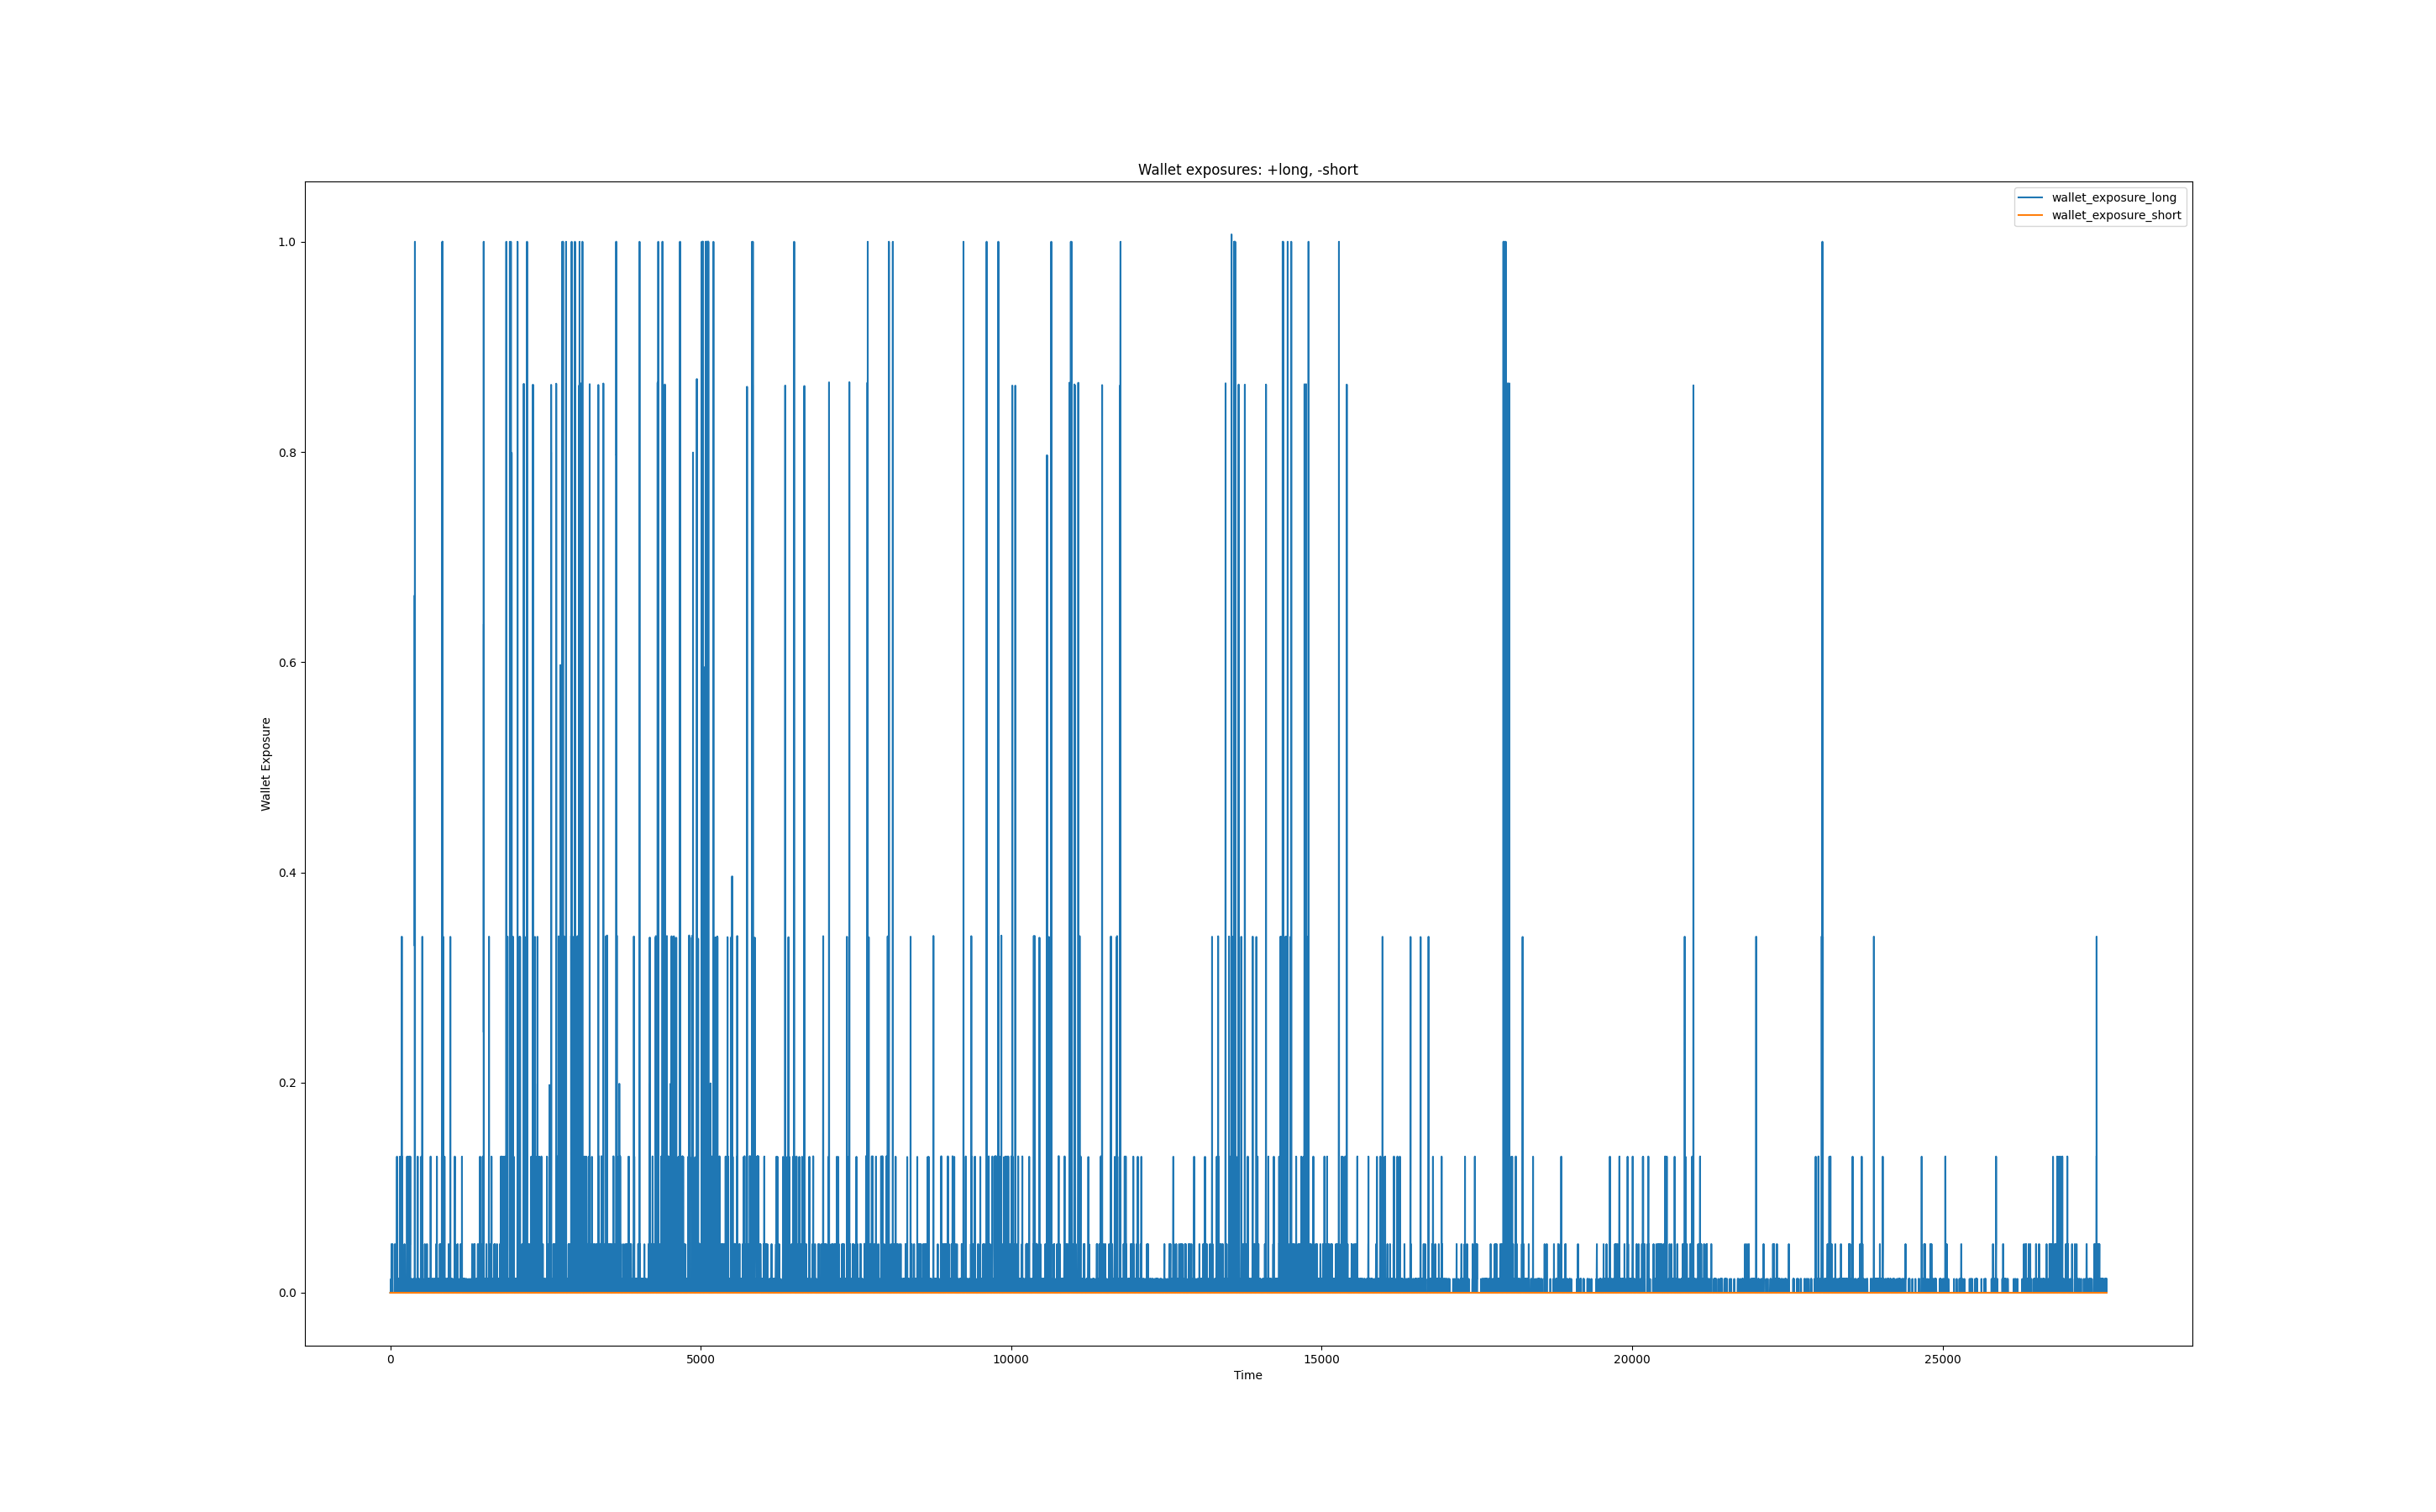 Wallet exposures: +long, -short
wallet_exposure_long
wallet_exposure_short
1.0
0.8
0.6
0.4
0.2
0.0
Wallet Exposure
0 5000 10000 15000 20000 25000
Time